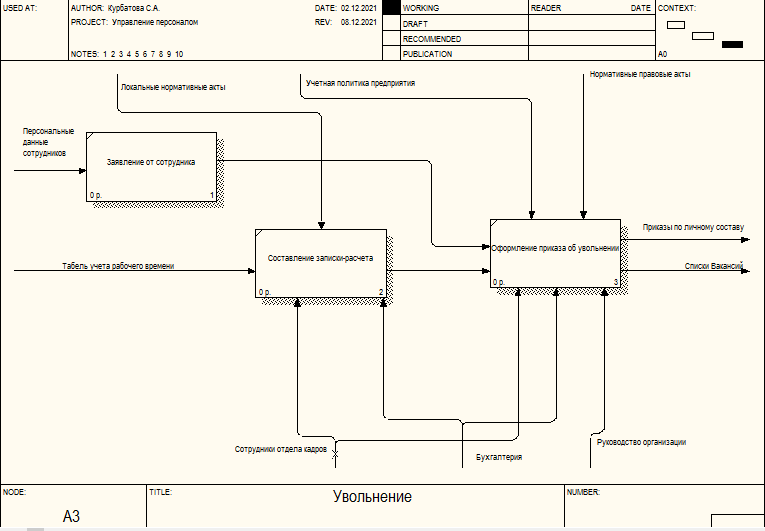 USED AT:
AUTHOR: Курбатова С.А.
DATE: 02.12.2021
WORKING
READER
DATE
CONTEXT:
PROJECT: Управление персоналом
REV: 08.12.2021
DRAFT
RECOMMENDED
NOTES: 1 2 3 4 5 6 7 8 9 10
PUBLICATION
A0
Локальные нормативные акты
Учетная политика предприятия
Нормативные правовые акты
Персональные
данные
сотрудников
Заявление от сотрудника
0 р.
1
Табель учета рабочего времени
Составление записки-расчета
0 р.
2
Оформление приказа об увольнении
0 р.
3
Приказы по личному составу
Списки Вакансий
Сотрудники отдела кадров
Бухгалтерия
Руководство организации
NODE:
A3
TITLE:
Увольнение
NUMBER: